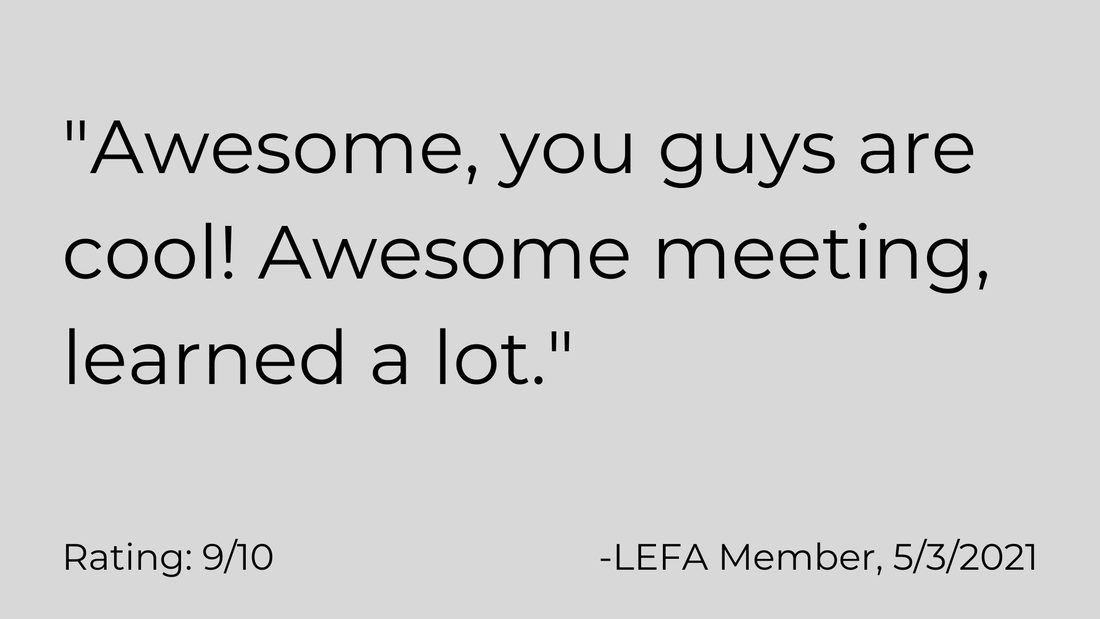 "Awesome, you guys are
cool! Awesome meeting,
learned a lot."
Rating: 9/10
-LEFA Member, 5/3/2021